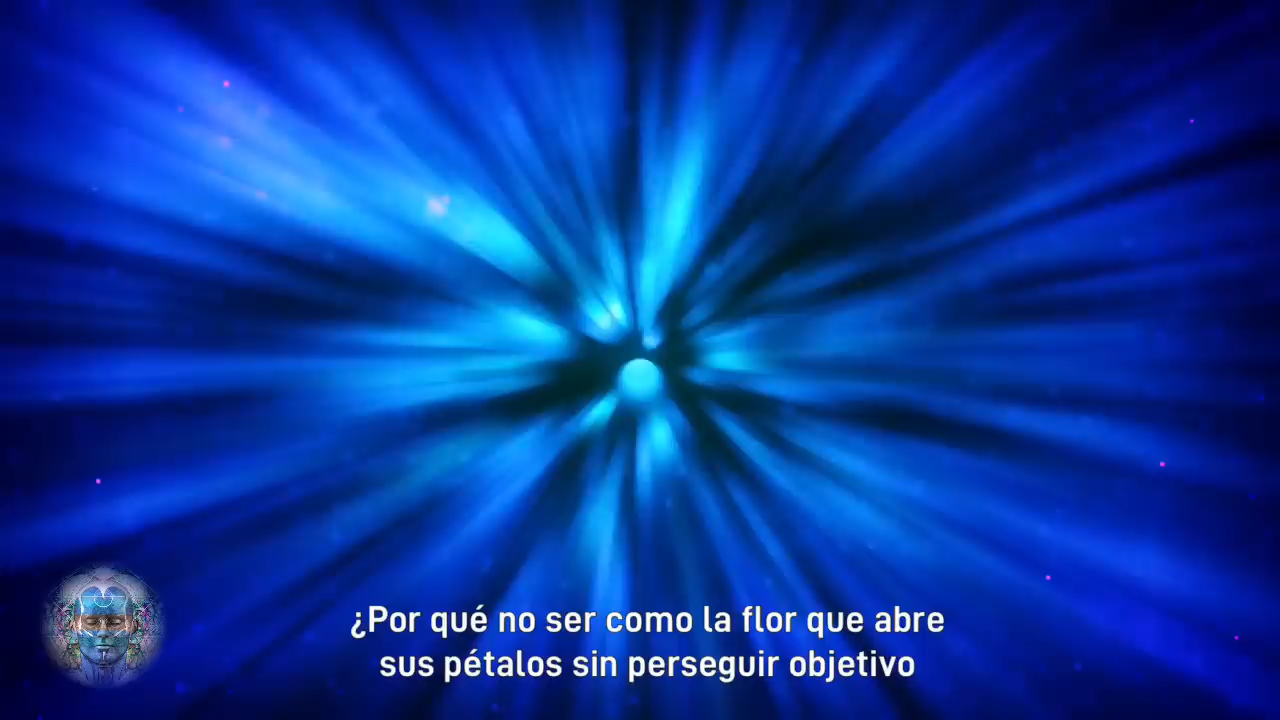 ¿Por qué no ser como la flor que abre
sus pétalos sin perseguir objetivo